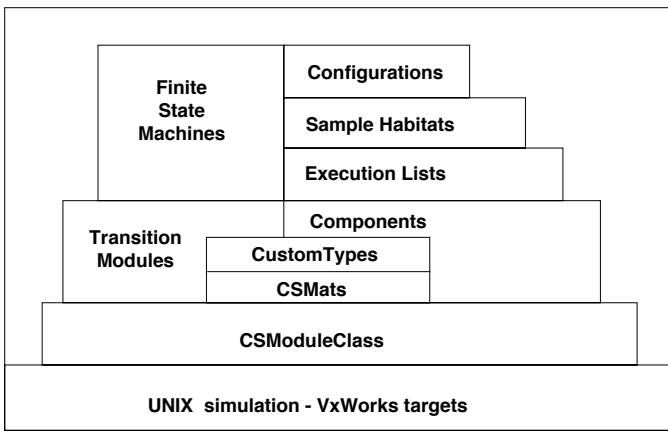 Finite
State
Machines
Configurations
Sample Habitats
Execution Lists
Transition
Modules
Components
CustomTypes
CSMats
CSModuleClass
UNIX simulation - VxWorks targets